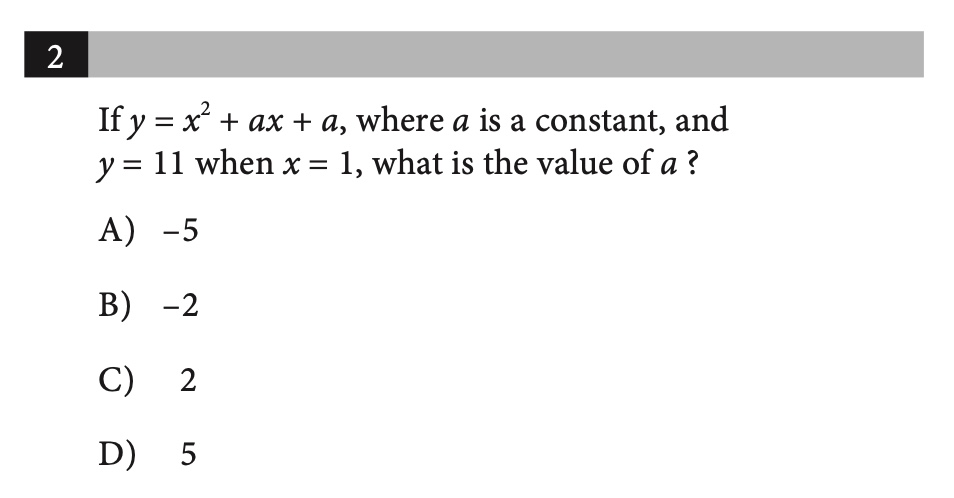 2
If y = x² + ax + a, where a is a constant, and
y = 11 when x = 1, what is the value of a ?
A) –5
B) –2
C) 2
D) 5